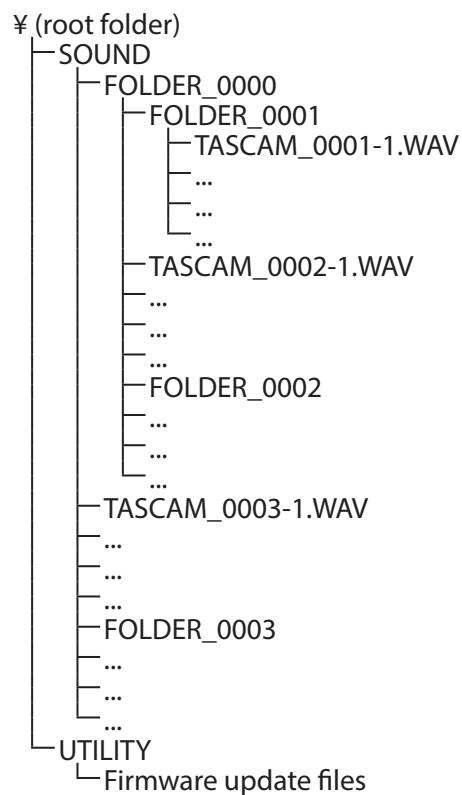 ¥ (root folder)
SOUND
FOLDER_0000
FOLDER_0001
TASCAM_0001-1.WAV
...
...
...
TASCAM_0002-1.WAV
...
...
...
FOLDER_0002
...
...
...
TASCAM_0003-1.WAV
...
...
...
FOLDER_0003
...
...
...
UTILITY
Firmware update files